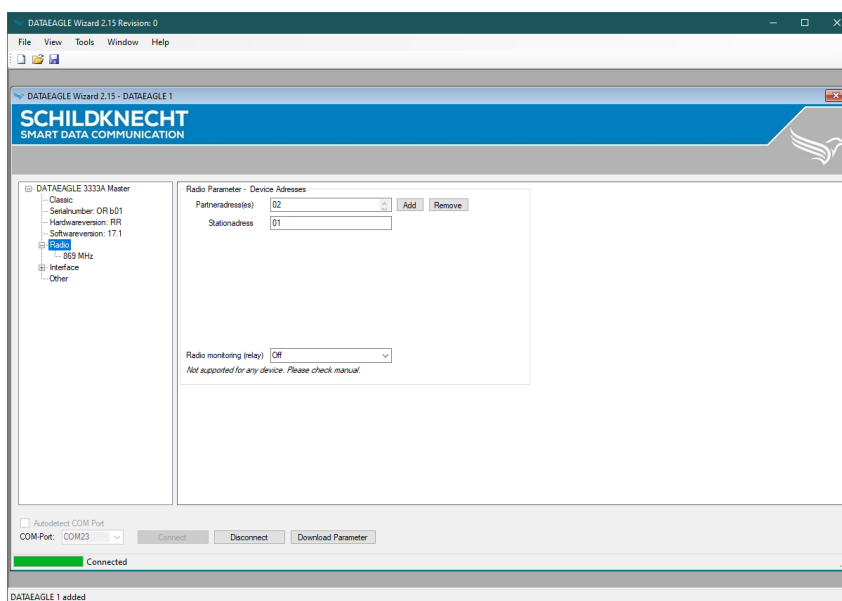 DATAEAGLE Wizard 2.15 Revision: 0
File View Tools Window Help
DATAEAGLE Wizard 2.15 - DATAEAGLE 1
SCHILDKNECHT
SMART DATA COMMUNICATION
DATAEAGLE 3333A Master
Classic
Serialnumber: OR b01
Hardwareversion: RR
Softwareversion: 17.1
Radio
869 MHz
Interface
Other
Radio Parameter - Device Adresses
Partneradress(es) 02 Add Remove
Stationadress 01
Radio monitoring (relay) Off
Not supported for any device. Please check manual.
Autodetect COM Port
COM-Port: COM23 Connect Disconnect Download Parameter
Connected
DATAEAGLE 1 added